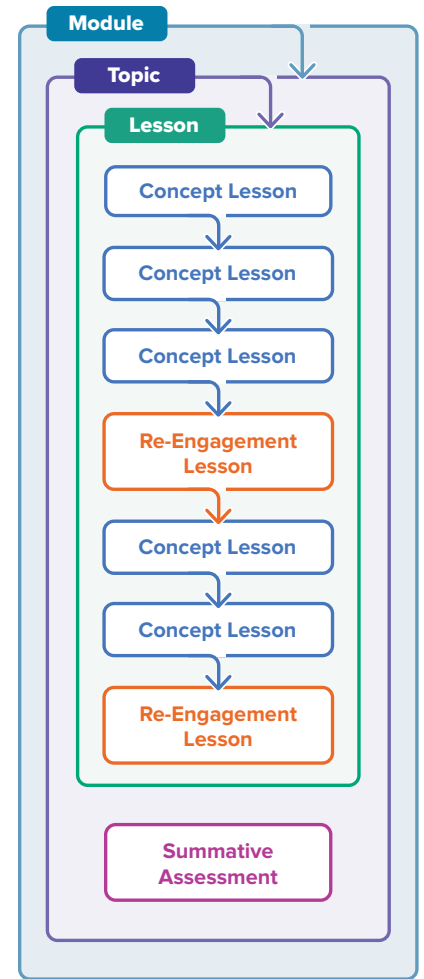 Module
Topic
Lesson
Concept Lesson
Concept Lesson
Concept Lesson
Re-Engagement
Lesson
Concept Lesson
Concept Lesson
Re-Engagement
Lesson
Summative
Assessment